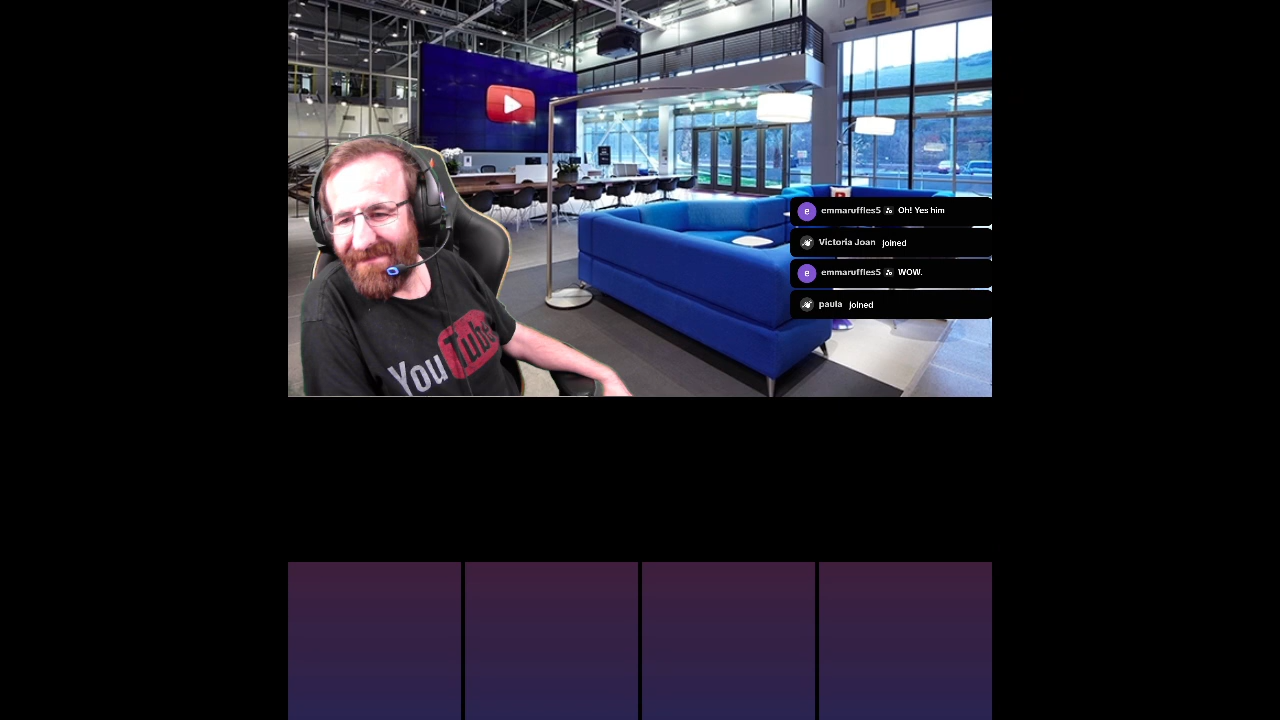 emmaruffles5 Oh! Yes him
Victoria Joan joined
emmaruffles5 WOW.
paula joined
YouTube